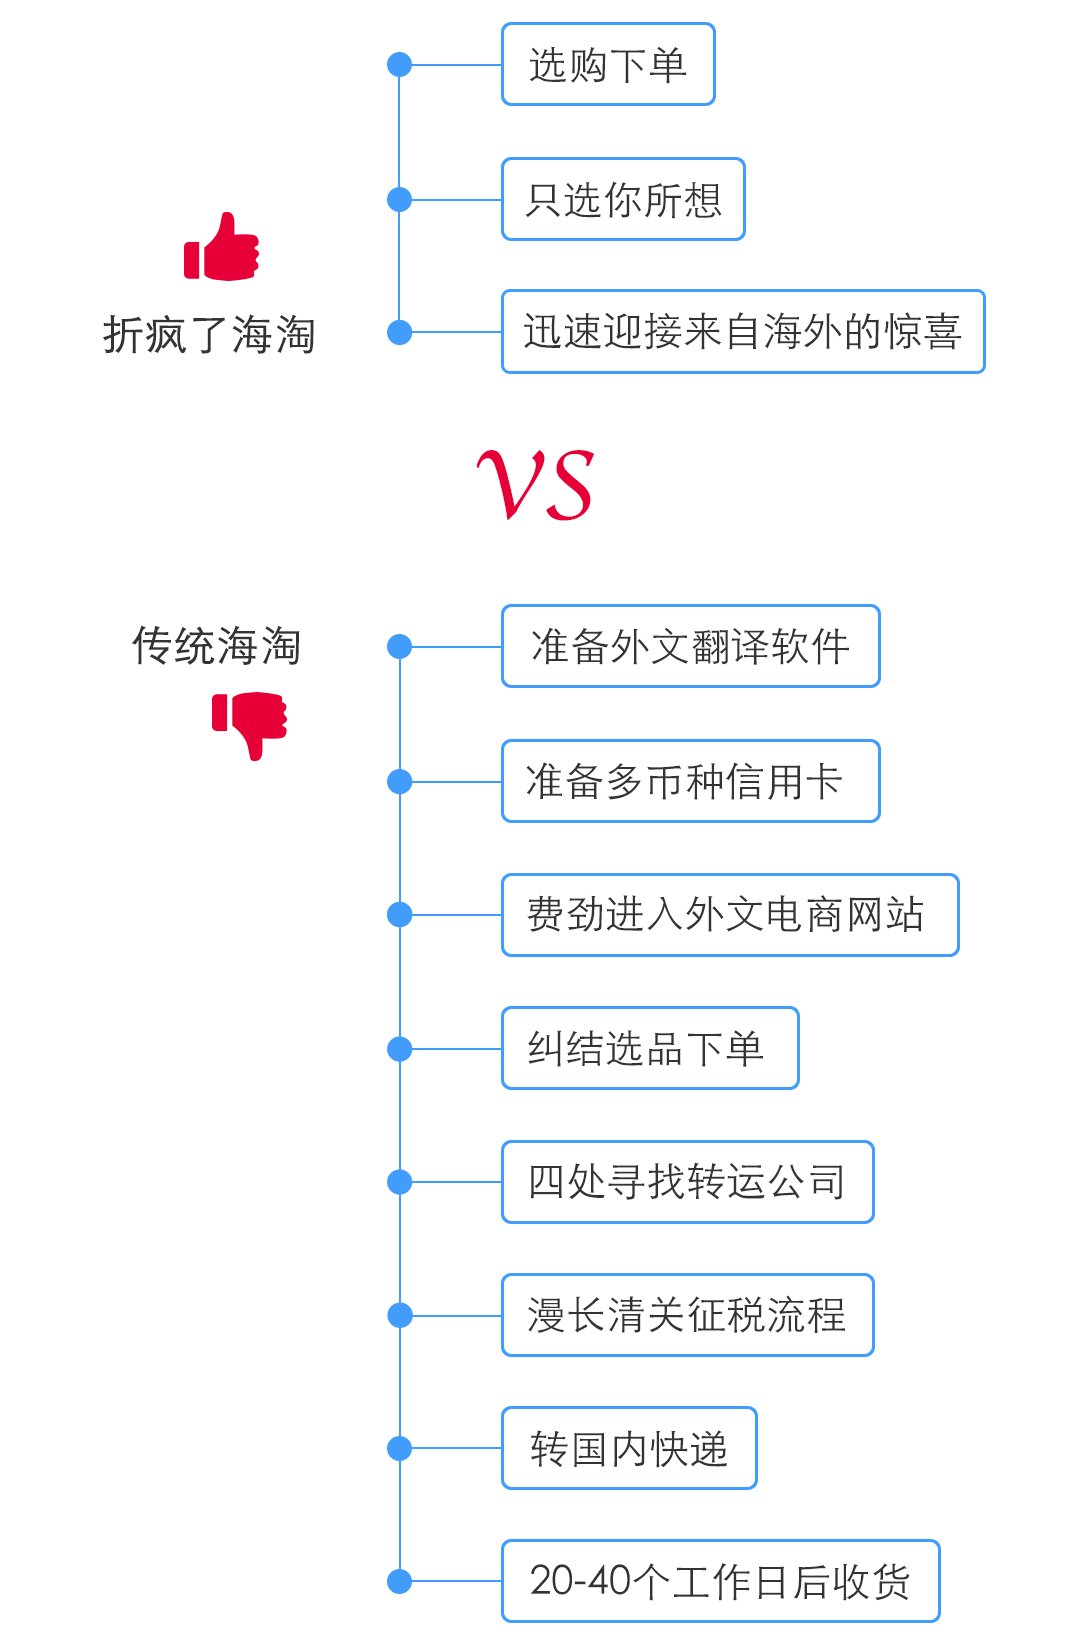 选购下单
只选你所想
折疯了海淘
迅速迎接来自海外的惊喜
VS
传统海淘
准备外文翻译软件
准备多币种信用卡
费劲进入外文电商网站
纠结选品下单
四处寻找转运公司
漫长清关征税流程
转国内快递
20-40个工作日后收货